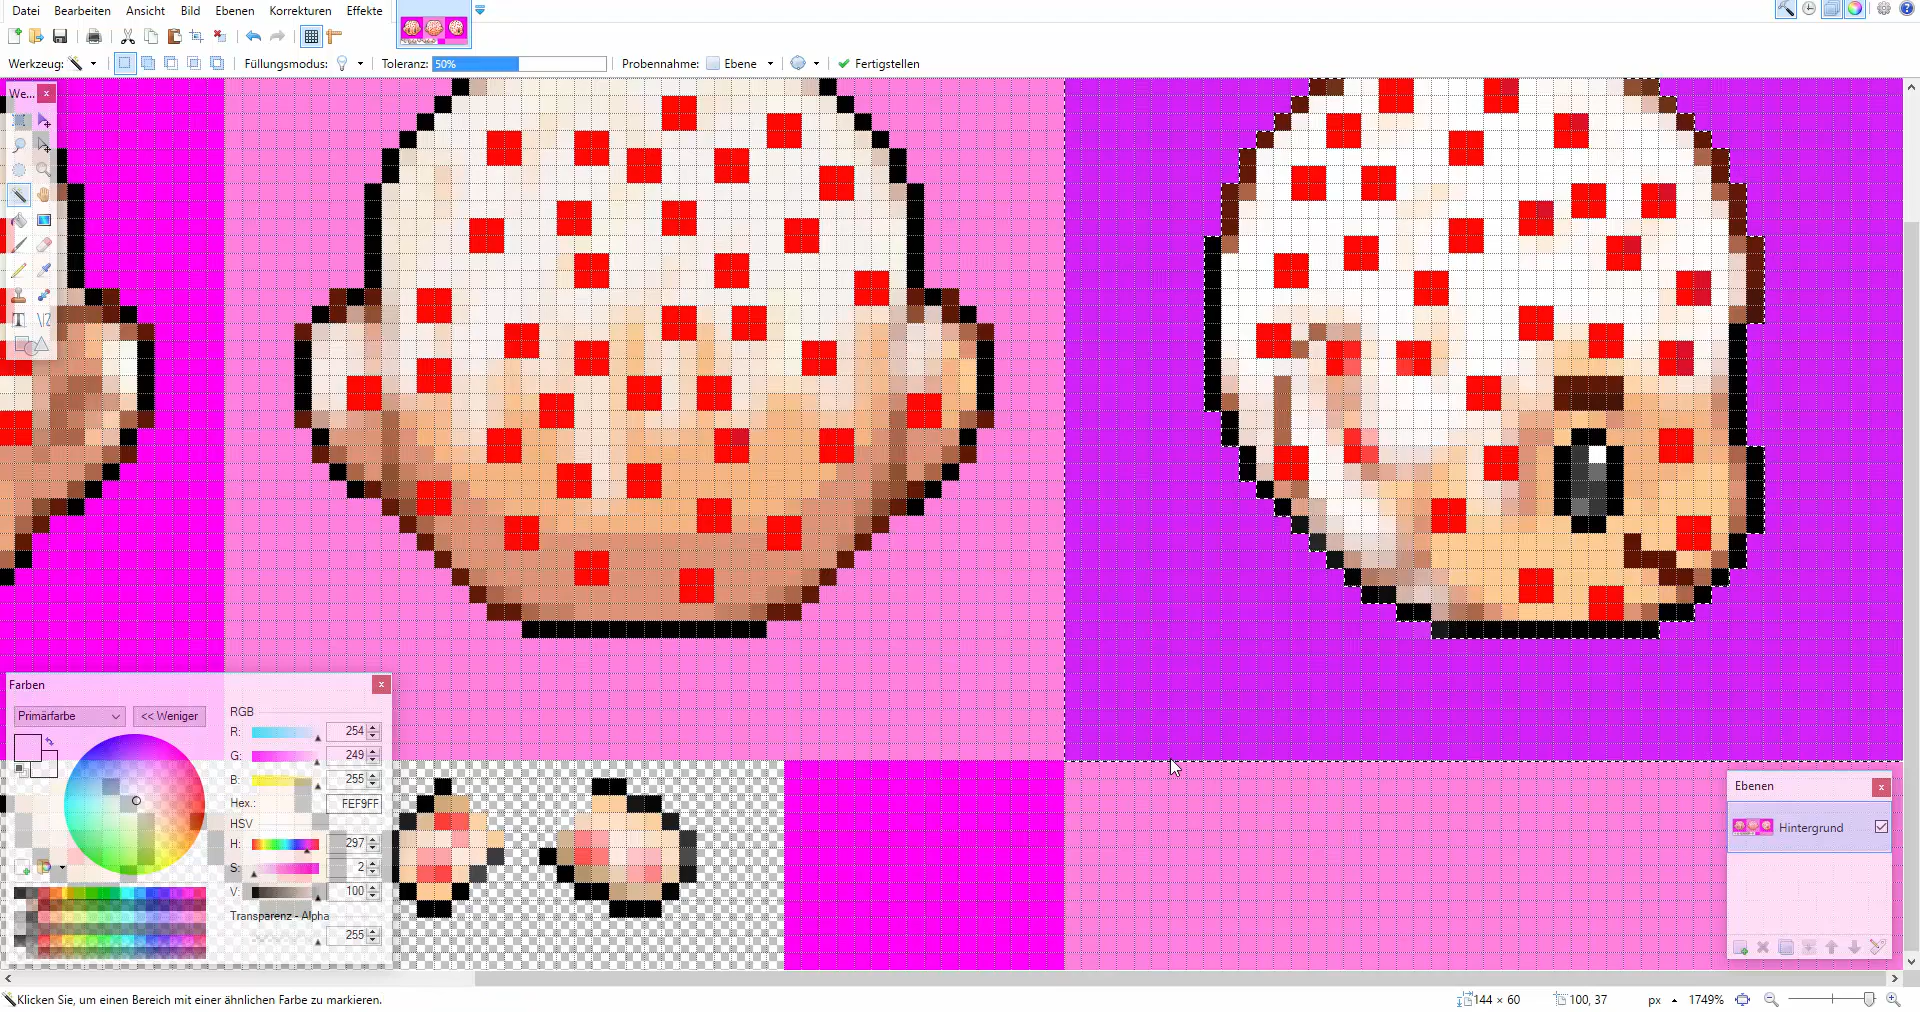 Datei Bearbeiten Ansicht Bild Ebenen Korrekturen Effekte
Werkzeug: Füllungsmodus: Toleranz: 50% Probennahme: Ebene Fertigstellen
We...
Farben
Primärfarbe << Weniger
RGB
R: 254
G: 249
B: 255
Hex.: FEF9FF
HSV
H: 297
S: 2
V: 100
Transparenz - Alpha
255
Ebenen
Hintergrund
Klicken Sie, um einen Bereich mit einer ähnlichen Farbe zu markieren. 144 × 60 100, 37 px 1749%